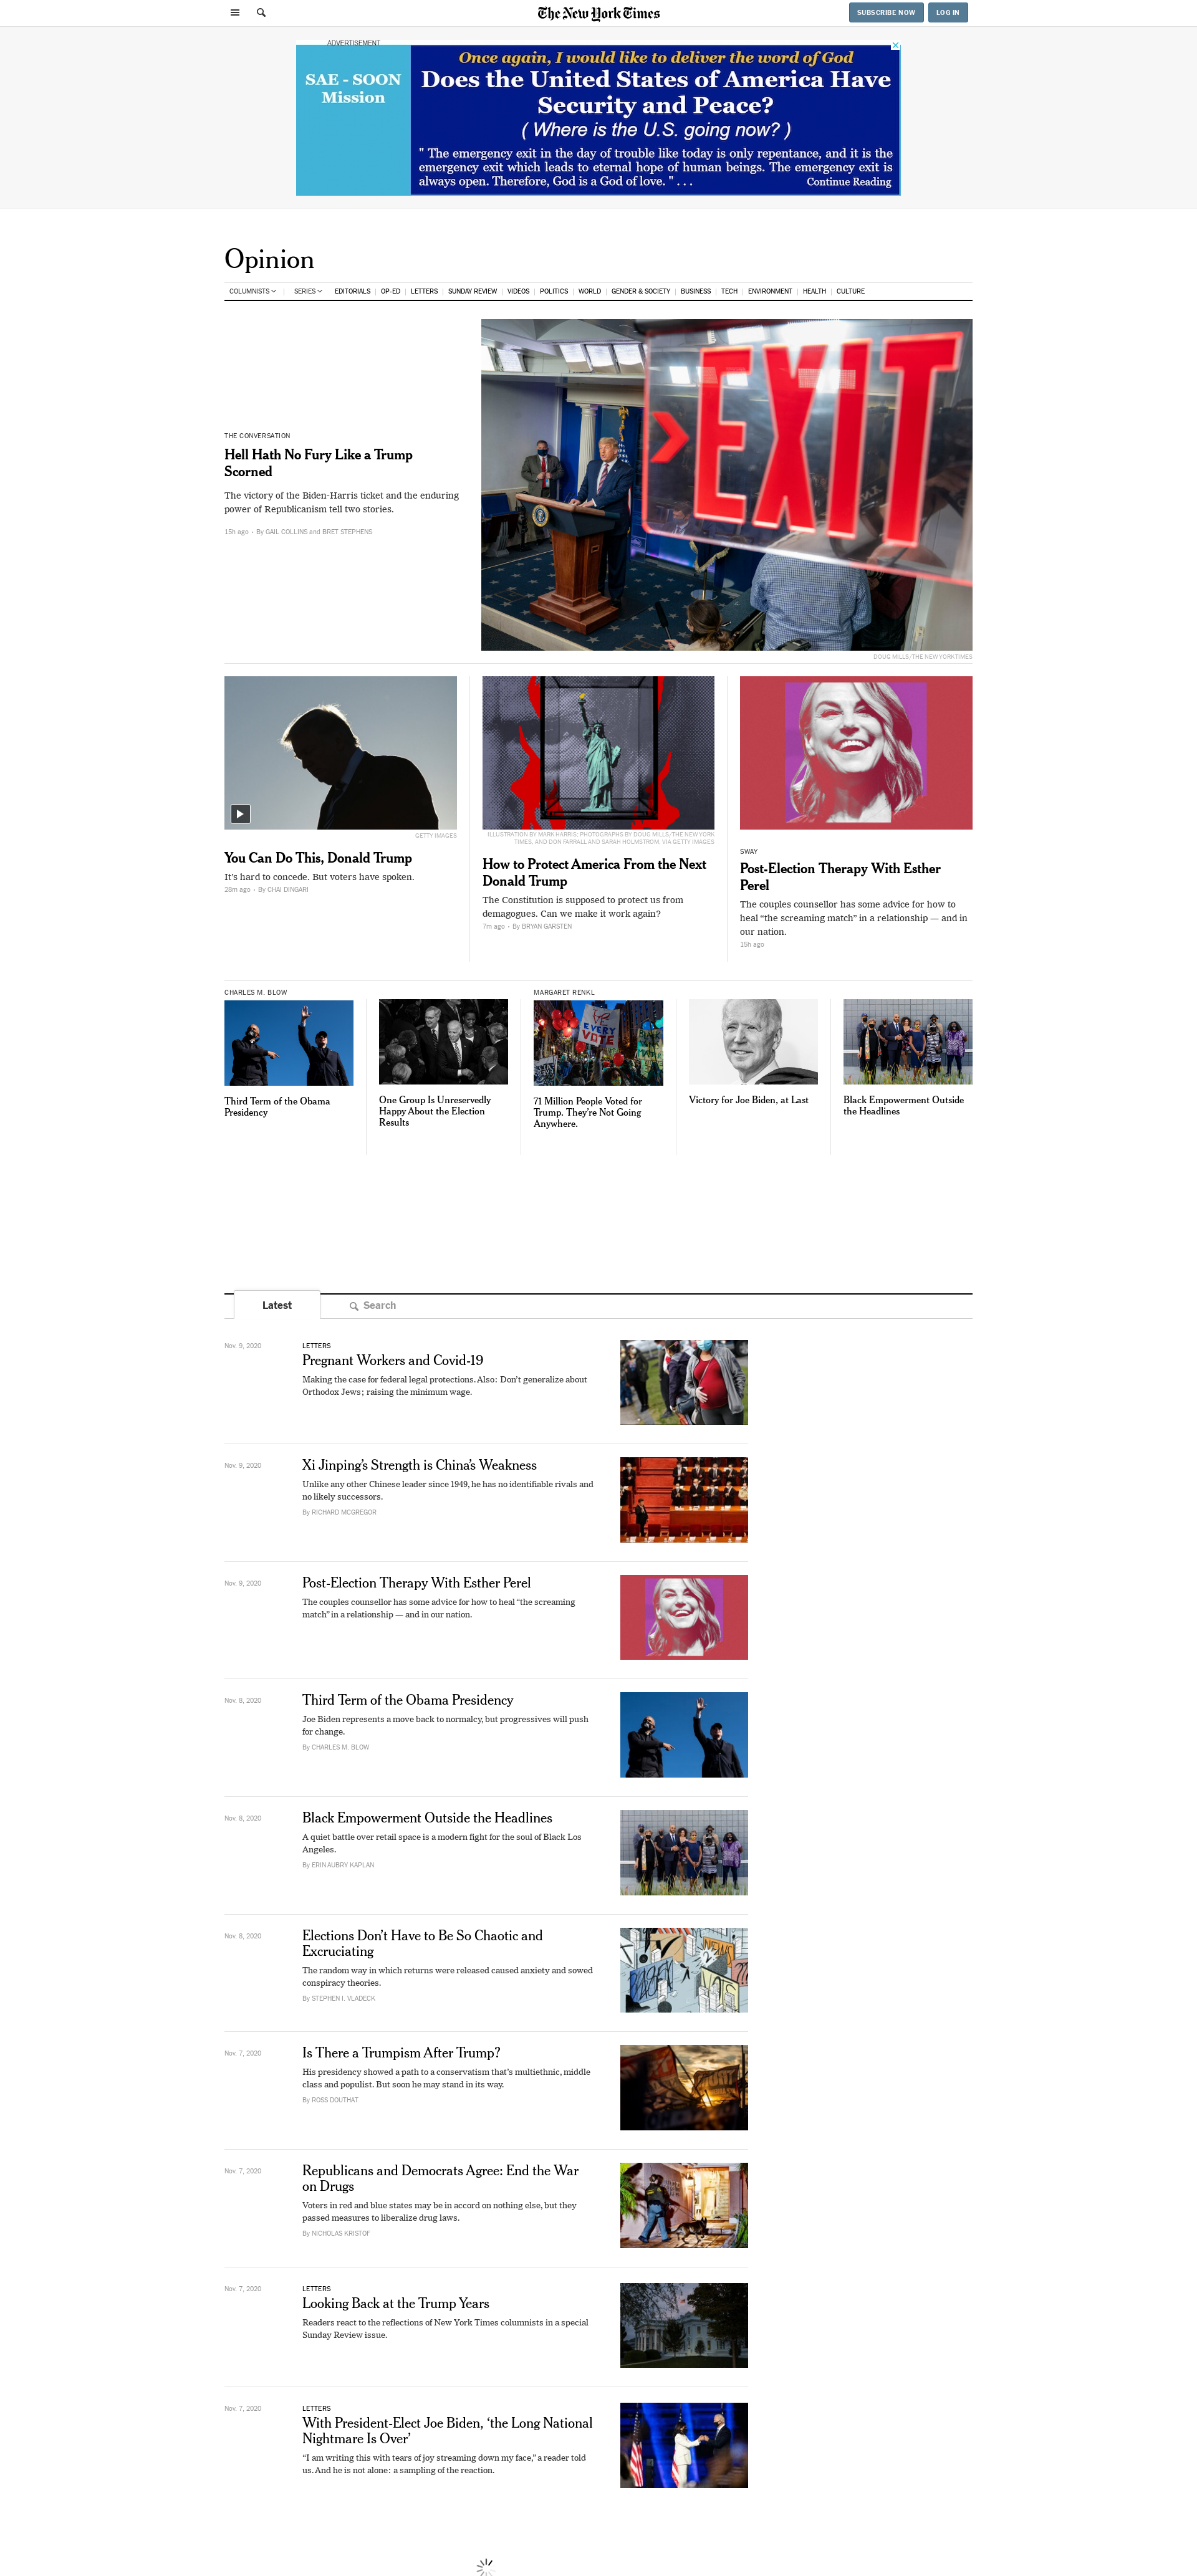 The New York Times
SUBSCRIBE NOW
LOG IN
ADVERTISEMENT
SAE - SOON
Mission
Once again, I would like to deliver the word of God
Does the United States of America Have
Security and Peace?
( Where is the U.S. going now? )
" The emergency exit in the day of trouble like today is only repentance, and it is the
emergency exit which leads to eternal hope of human beings. The emergency exit is
always open. Therefore, God is a God of love. " . . .
Continue Reading
Opinion
COLUMNISTS
SERIES
EDITORIALS
OP-ED
LETTERS
SUNDAY REVIEW
VIDEOS
POLITICS
WORLD
GENDER & SOCIETY
BUSINESS
TECH
ENVIRONMENT
HEALTH
CULTURE
THE CONVERSATION
Hell Hath No Fury Like a Trump
Scorned
The victory of the Biden-Harris ticket and the enduring
power of Republicanism tell two stories.
15h ago • By GAIL COLLINS and BRET STEPHENS
EXIT
DOUG MILLS/THE NEW YORK TIMES
GETTY IMAGES
You Can Do This, Donald Trump
It's hard to concede. But voters have spoken.
28m ago • By CHAI DINGARI
ILLUSTRATION BY MARK HARRIS; PHOTOGRAPHS BY DOUG MILLS/THE NEW YORK
TIMES, AND DON FARRALL AND SARAH HOLMSTROM, VIA GETTY IMAGES
How to Protect America From the Next
Donald Trump
The Constitution is supposed to protect us from
demagogues. Can we make it work again?
7m ago • By BRYAN GARSTEN
SWAY
Post-Election Therapy With Esther
Perel
The couples counsellor has some advice for how to
heal “the screaming match” in a relationship — and in
our nation.
15h ago
CHARLES M. BLOW
Third Term of the Obama
Presidency
One Group Is Unreservedly
Happy About the Election
Results
MARGARET RENKL
EVERY
VOTE
71 Million People Voted for
Trump. They’re Not Going
Anywhere.
Victory for Joe Biden, at Last
Black Empowerment Outside
the Headlines
Latest
Search
Nov. 9, 2020
LETTERS
Pregnant Workers and Covid-19
Making the case for federal legal protections. Also: Don’t generalize about
Orthodox Jews; raising the minimum wage.
Nov. 9, 2020
Xi Jinping’s Strength is China’s Weakness
Unlike any other Chinese leader since 1949, he has no identifiable rivals and
no likely successors.
By RICHARD MCGREGOR
Nov. 9, 2020
Post-Election Therapy With Esther Perel
The couples counsellor has some advice for how to heal “the screaming
match” in a relationship — and in our nation.
Nov. 8, 2020
Third Term of the Obama Presidency
Joe Biden represents a move back to normalcy, but progressives will push
for change.
By CHARLES M. BLOW
Nov. 8, 2020
Black Empowerment Outside the Headlines
A quiet battle over retail space is a modern fight for the soul of Black Los
Angeles.
By ERIN AUBRY KAPLAN
Nov. 8, 2020
Elections Don’t Have to Be So Chaotic and
Excruciating
The random way in which returns were released caused anxiety and sowed
conspiracy theories.
By STEPHEN I. VLADECK
Nov. 7, 2020
Is There a Trumpism After Trump?
His presidency showed a path to a conservatism that’s multiethnic, middle
class and populist. But soon he may stand in its way.
By ROSS DOUTHAT
Nov. 7, 2020
Republicans and Democrats Agree: End the War
on Drugs
Voters in red and blue states may be in accord on nothing else, but they
passed measures to liberalize drug laws.
By NICHOLAS KRISTOF
Nov. 7, 2020
LETTERS
Looking Back at the Trump Years
Readers react to the reflections of New York Times columnists in a special
Sunday Review issue.
Nov. 7, 2020
LETTERS
With President-Elect Joe Biden, ‘the Long National
Nightmare Is Over’
“I am writing this with tears of joy streaming down my face,” a reader told
us. And he is not alone: a sampling of the reaction.